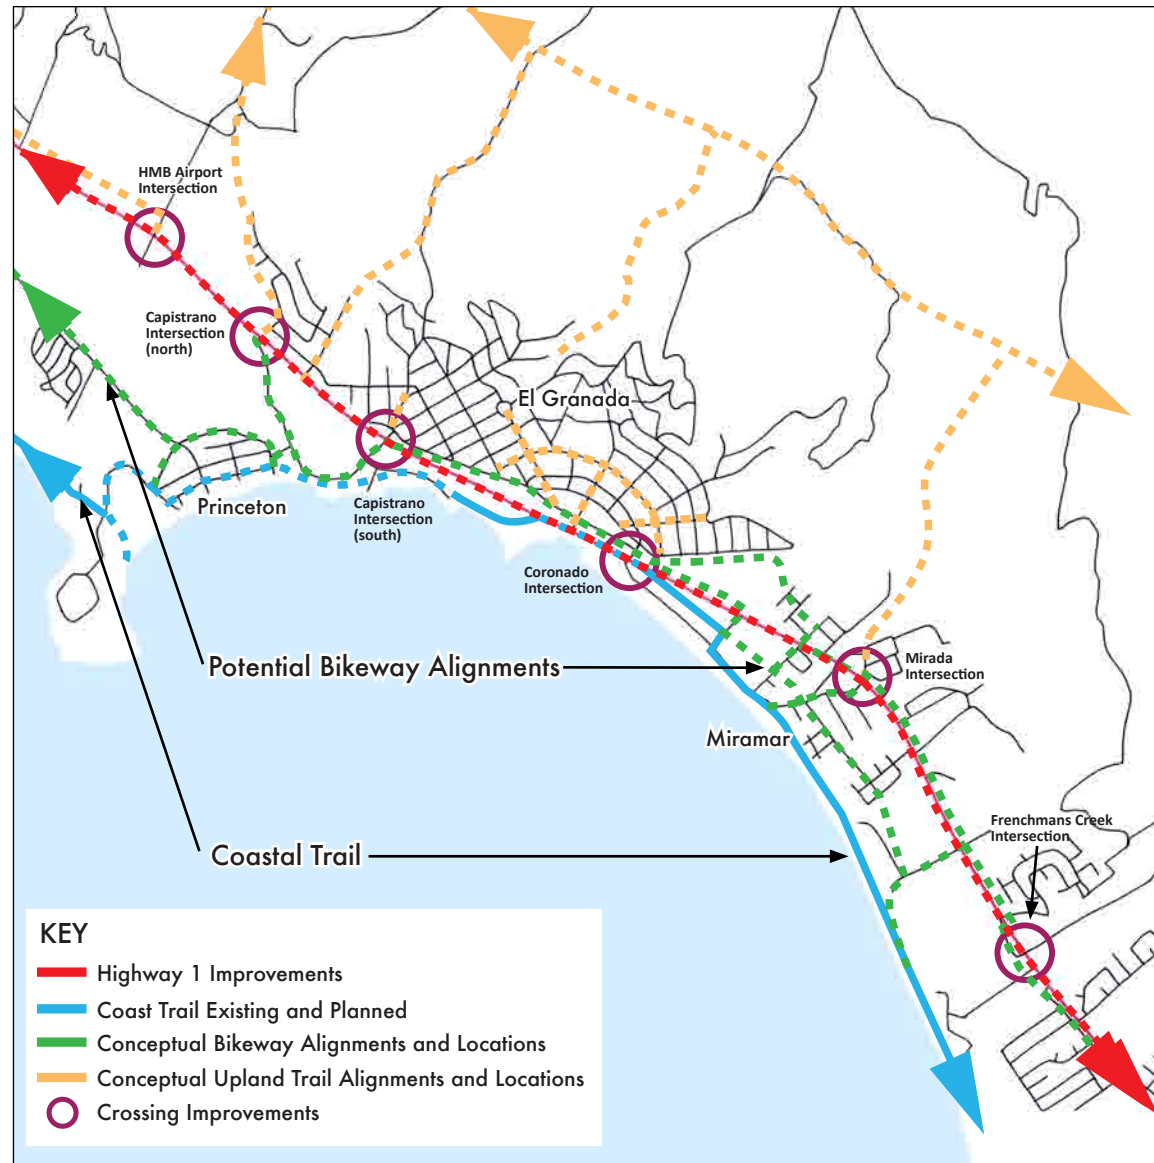 HMB Airport
Intersection
Capistrano
Intersection
(north)
El Granada
Princeton
Capistrano
Intersection
(south)
Coronado
Intersection
Potential Bikeway Alignments
Mirada
Intersection
Miramar
Frenchmans Creek
Intersection
Coastal Trail
KEY
Highway 1 Improvements
Coast Trail Existing and Planned
Conceptual Bikeway Alignments and Locations
Conceptual Upland Trail Alignments and Locations
Crossing Improvements